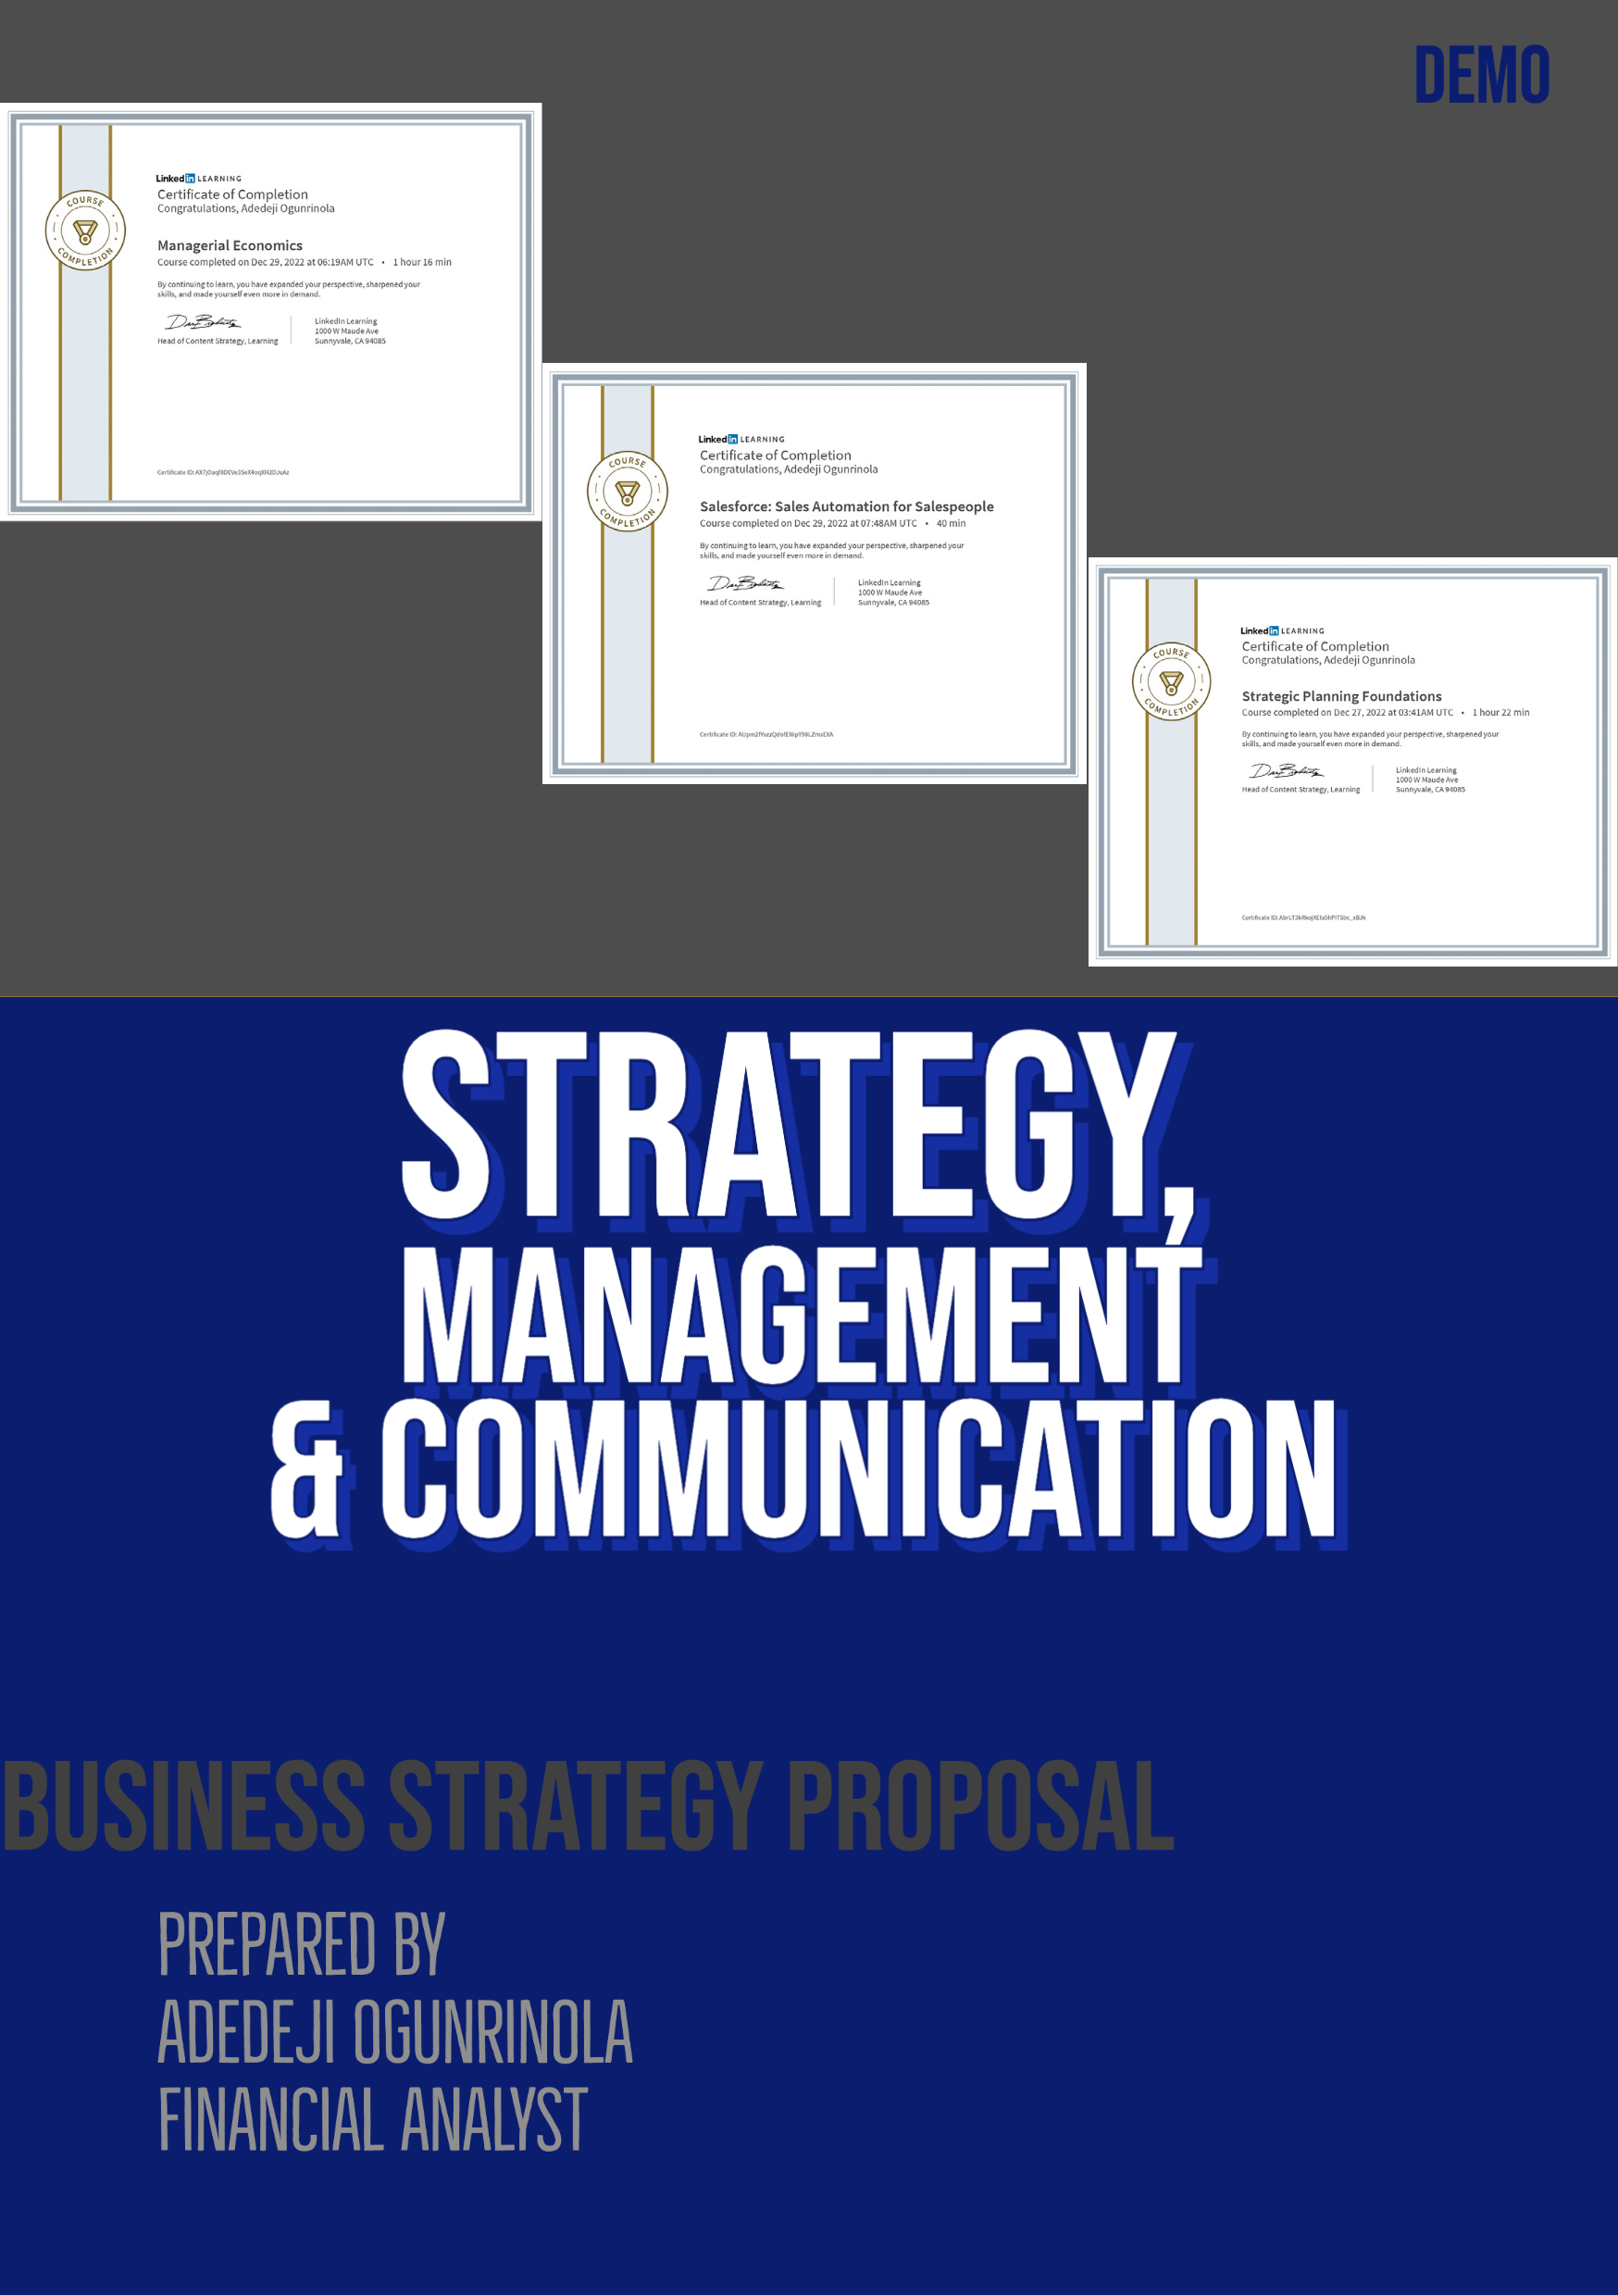 DEMO
LinkedIn LEARNING
Certificate of Completion
Congratulations, Adedeji Ogunrinola
COURSE
COMPLETION
Managerial Economics
Course completed on Dec 29, 2022 at 06:19AM UTC • 1 hour 16 min
By continuing to learn, you have expanded your perspective, sharpened your
skills, and made yourself even more in demand.
Head of Content Strategy, Learning
LinkedIn Learning
1000 W Maude Ave
Sunnyvale, CA 94085
Certificate ID:
LinkedIn LEARNING
Certificate of Completion
Congratulations, Adedeji Ogunrinola
COURSE
COMPLETION
Salesforce: Sales Automation for Salespeople
Course completed on Dec 29, 2022 at 07:48AM UTC • 40 min
By continuing to learn, you have expanded your perspective, sharpened your
skills, and made yourself even more in demand.
Head of Content Strategy, Learning
LinkedIn Learning
1000 W Maude Ave
Sunnyvale, CA 94085
Certificate ID:
LinkedIn LEARNING
Certificate of Completion
Congratulations, Adedeji Ogunrinola
COURSE
COMPLETION
Strategic Planning Foundations
Course completed on Dec 27, 2022 at 03:41AM UTC • 1 hour 22 min
By continuing to learn, you have expanded your perspective, sharpened your
skills, and made yourself even more in demand.
Head of Content Strategy, Learning
LinkedIn Learning
1000 W Maude Ave
Sunnyvale, CA 94085
Certificate ID:
STRATEGY,
MANAGEMENT
& COMMUNICATION
BUSINESS STRATEGY PROPOSAL
PREPARED BY
ADEDEJI OGUNRINOLA
FINANCIAL ANALYST